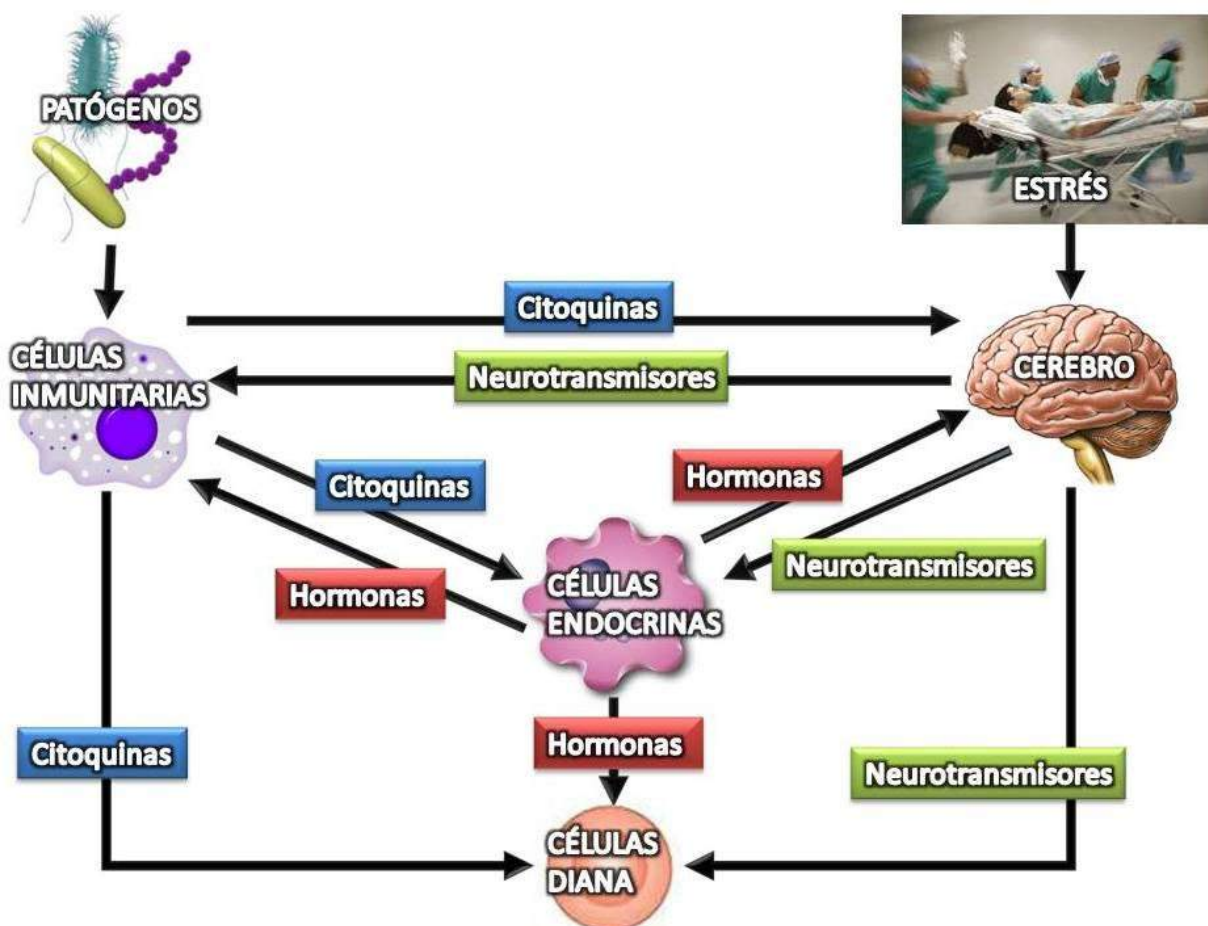 PATÓGENOS
ESTRÉS
Citoquinas
CÉLULAS
INMUNITARIAS
CEREBRO
Neurotransmisores
Hormonas
Citoquinas
Neurotransmisores
Hormonas
CÉLULAS
ENDOCRINAS
Hormonas
Citoquinas
Neurotransmisores
CÉLULAS
DIANA